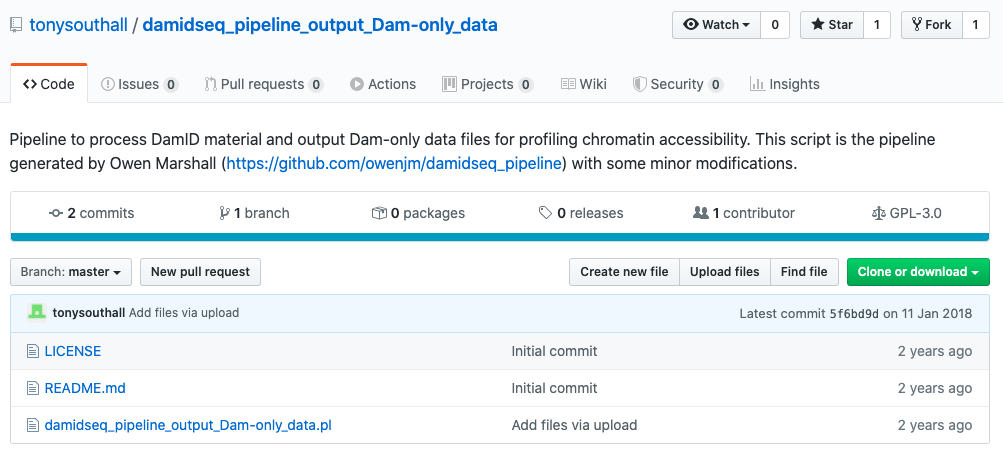 tonysouthall / damidseq_pipeline_output_Dam-only_data Watch 0 Star 1 Fork 1
Code Issues 0 Pull requests 0 Actions Projects 0 Wiki Security 0 Insights
Pipeline to process DamID material and output Dam-only data files for profiling chromatin accessibility. This script is the pipeline
generated by Owen Marshall (https://github.com/owenjm/damidseq_pipeline) with some minor modifications.
2 commits 1 branch 0 packages 0 releases 1 contributor GPL-3.0
Branch: master New pull request Create new file Upload files Find file Clone or download
tonysouthall Add files via upload Latest commit 5f6bd9d on 11 Jan 2018
LICENSE Initial commit 2 years ago
README.md Initial commit 2 years ago
damidseq_pipeline_output_Dam-only_data.pl Add files via upload 2 years ago